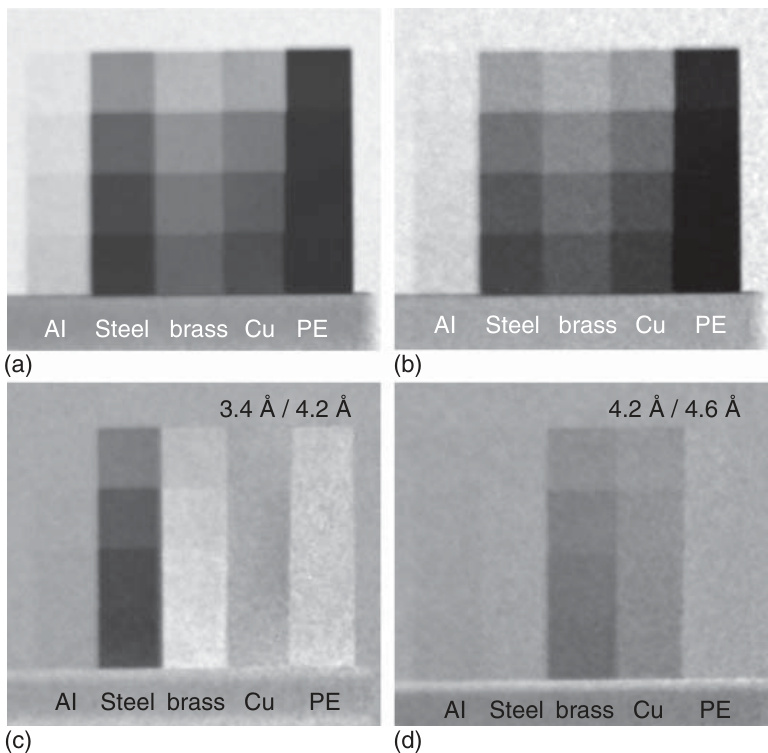 Al Steel brass Cu PE
Al Steel brass Cu PE
(a)
(b)
3.4 Å / 4.2 Å
4.2 Å / 4.6 Å
Al Steel brass Cu PE
Al Steel brass Cu PE
(c)
(d)